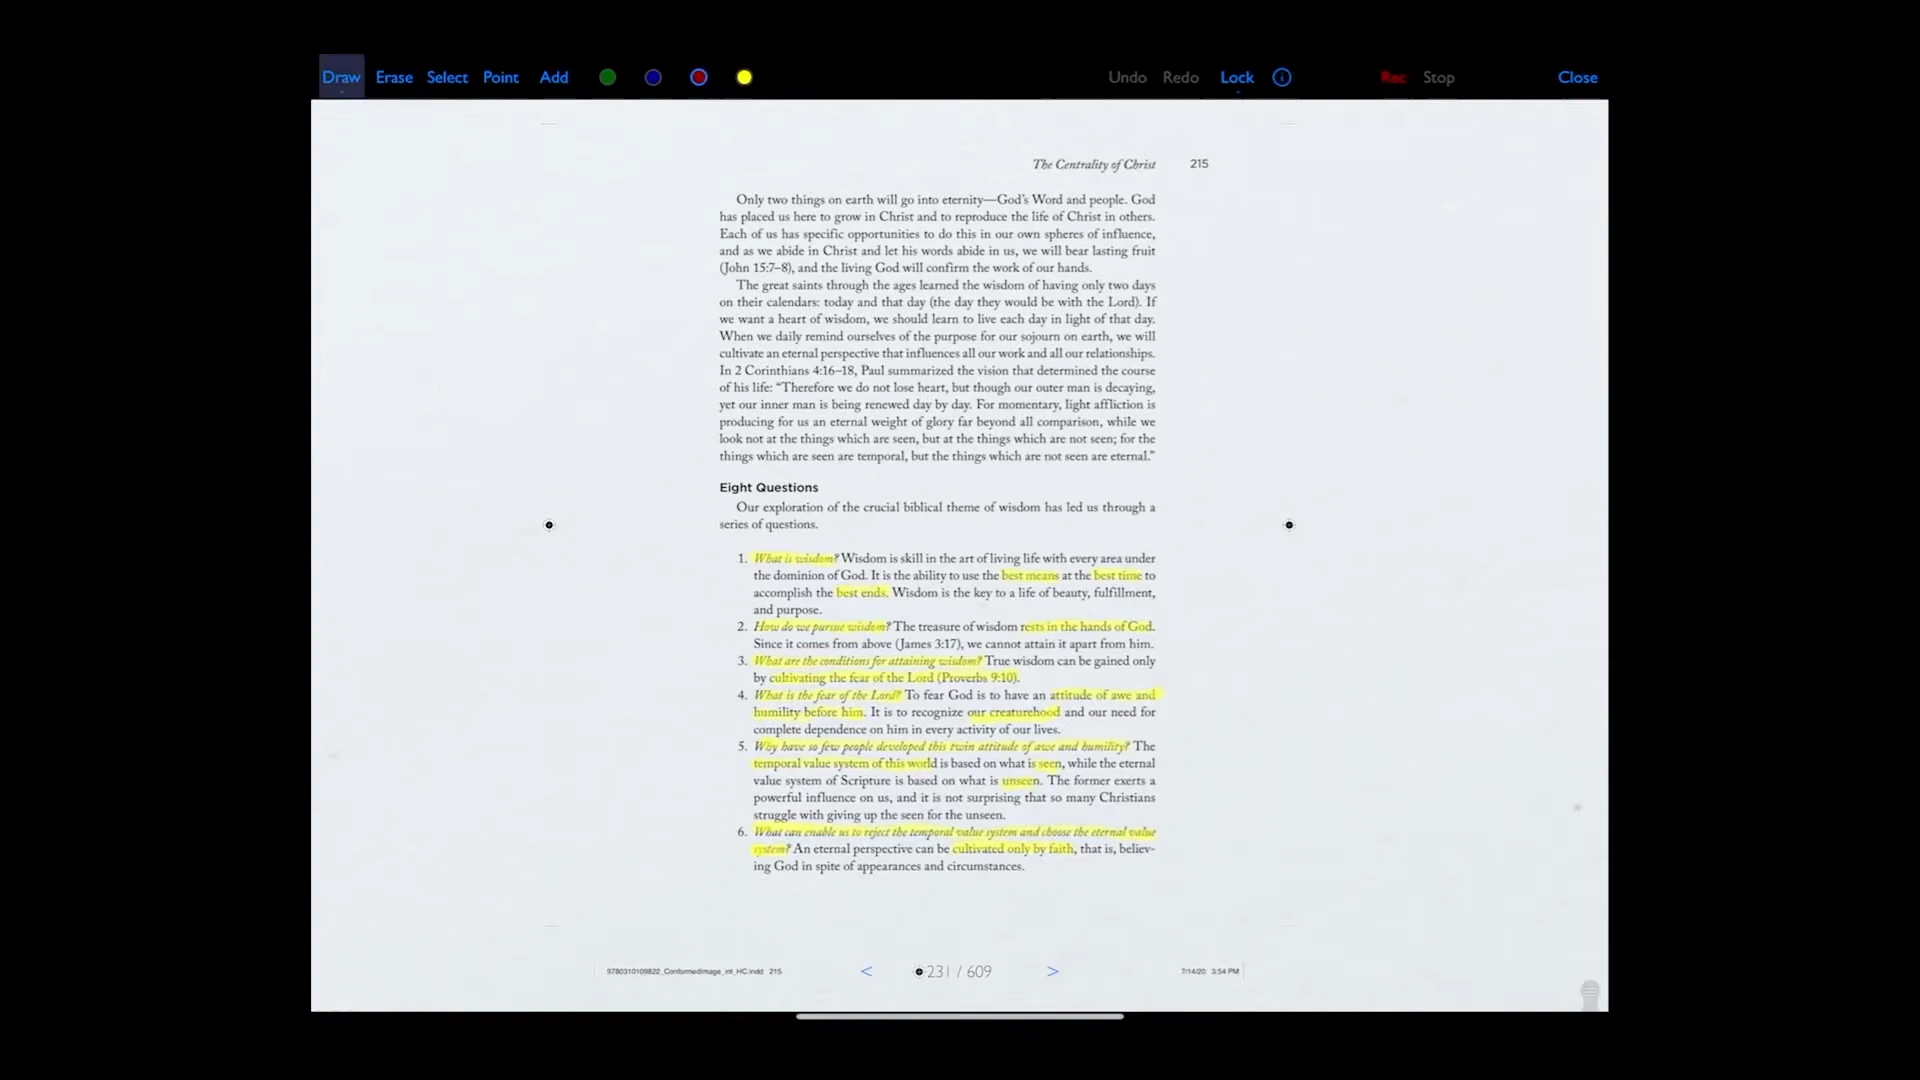 Draw Erase Select Point Add Undo Redo Lock Rec Stop Close
The Centrality of Christ 215
Only two things on earth will go into eternity—God's Word and people. God
has placed us here to grow in Christ and to reproduce the life of Christ in others.
Each of us has specific opportunities to do this in our own spheres of influence,
and as we abide in Christ and let his words abide in us, we will bear lasting fruit
(John 15:7–8), and the living God will confirm the work of our hands.
The great saints through the ages learned the wisdom of having only two days
on their calendars: today and that day (the day they would be with the Lord). If
we want a heart of wisdom, we should learn to live each day in light of that day.
When we daily remind ourselves of the purpose for our sojourn on earth, we will
cultivate an eternal perspective that influences all our work and all our relationships.
In 2 Corinthians 4:16–18, Paul summarized the vision that determined the course
of his life: “Therefore we do not lose heart, but though our outer man is decaying,
yet our inner man is being renewed day by day. For momentary, light affliction is
producing for us an eternal weight of glory far beyond all comparison, while we
look not at the things which are seen, but at the things which are not seen; for the
things which are seen are temporal, but the things which are not seen are eternal.”
Eight Questions
Our exploration of the crucial biblical theme of wisdom has led us through a
series of questions.
1. What is wisdom? Wisdom is skill in the art of living life with every area under
the dominion of God. It is the ability to use the best means at the best time to
accomplish the best ends. Wisdom is the key to a life of beauty, fulfillment,
and purpose.
2. How do we pursue wisdom? The treasure of wisdom rests in the hands of God.
Since it comes from above (James 3:17), we cannot attain it apart from him.
3. What are the conditions for attaining wisdom? True wisdom can be gained only
by cultivating the fear of the Lord (Proverbs 9:10).
4. What is the fear of the Lord? To fear God is to have an attitude of awe and
humility before him. It is to recognize our creaturehood and our need for
complete dependence on him in every activity of our lives.
5. Why have so few people developed this twin attitude of awe and humility? The
temporal value system of this world is based on what is seen, while the eternal
value system of Scripture is based on what is unseen. The former exerts a
powerful influence on us, and it is not surprising that so many Christians
struggle with giving up the seen for the unseen.
6. What can enable us to reject the temporal value system and choose the eternal value
system? An eternal perspective can be cultivated only by faith, that is, believ-
ing God in spite of appearances and circumstances.
9780310109822_ConformedImage_int_HC.indd 215 < 231 / 609 > 7/14/20 3:54 PM